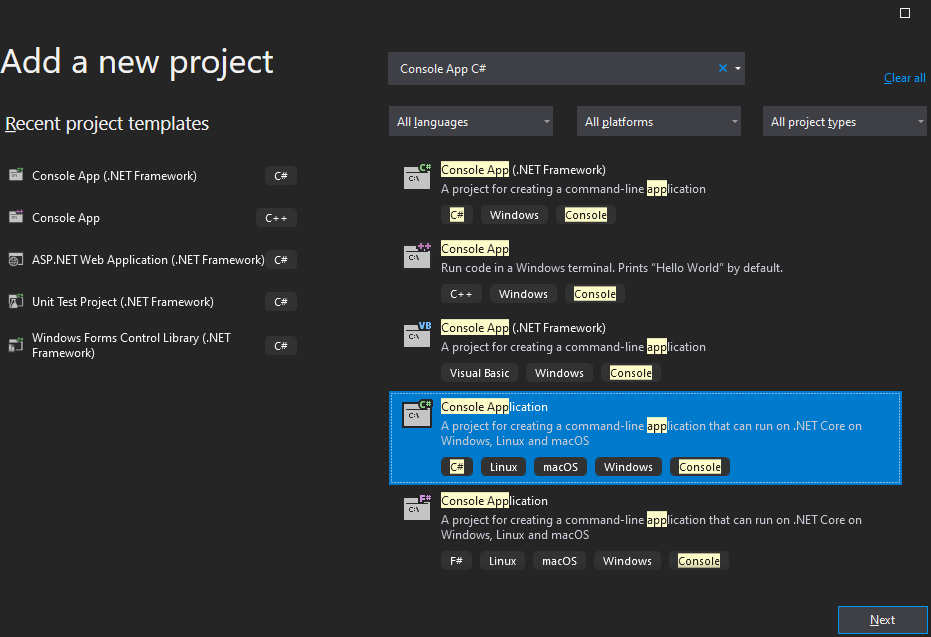 Add a new project
Recent project templates
Console App (.NET Framework) C#
Console App C++
ASP.NET Web Application (.NET Framework) C#
Unit Test Project (.NET Framework) C#
Windows Forms Control Library (.NET
Framework) C#
Console App C#
Clear all
All languages All platforms All project types
C#
C:\
Console App (.NET Framework)
A project for creating a command-line application
C# Windows Console
++
C:\
Console App
Run code in a Windows terminal. Prints "Hello World" by default.
C++ Windows Console
VB
C:\
Console App (.NET Framework)
A project for creating a command-line application
Visual Basic Windows Console
C#
C:\
Console Application
A project for creating a command-line application that can run on .NET Core on
Windows, Linux and macOS
C# Linux macOS Windows Console
F#
C:\
Console Application
A project for creating a command-line application that can run on .NET Core on
Windows, Linux and macOS
F# Linux macOS Windows Console
Next